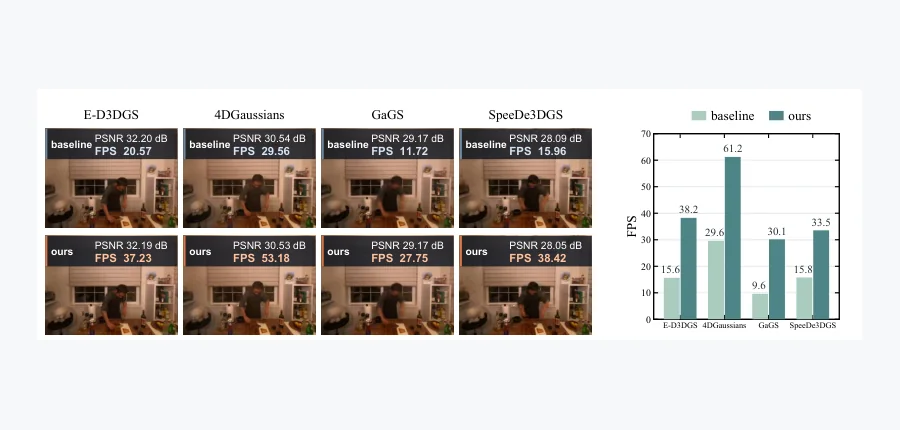 E-D3DGS
4DGaussians
GaGS
SpeeDe3DGS
baseline
PSNR 32.20 dB
FPS 20.57
baseline
PSNR 30.54 dB
FPS 29.56
baseline
PSNR 29.17 dB
FPS 11.72
baseline
PSNR 28.09 dB
FPS 15.96
ours
PSNR 32.19 dB
FPS 37.23
ours
PSNR 30.53 dB
FPS 53.18
ours
PSNR 29.17 dB
FPS 27.75
ours
PSNR 28.05 dB
FPS 38.42
baseline
ours
FPS
70
60
50
40
30
20
10
0
15.6
38.2
29.6
61.2
9.6
30.1
15.8
33.5
E-D3DGS
4DGaussians
GaGS
SpeeDe3DGS